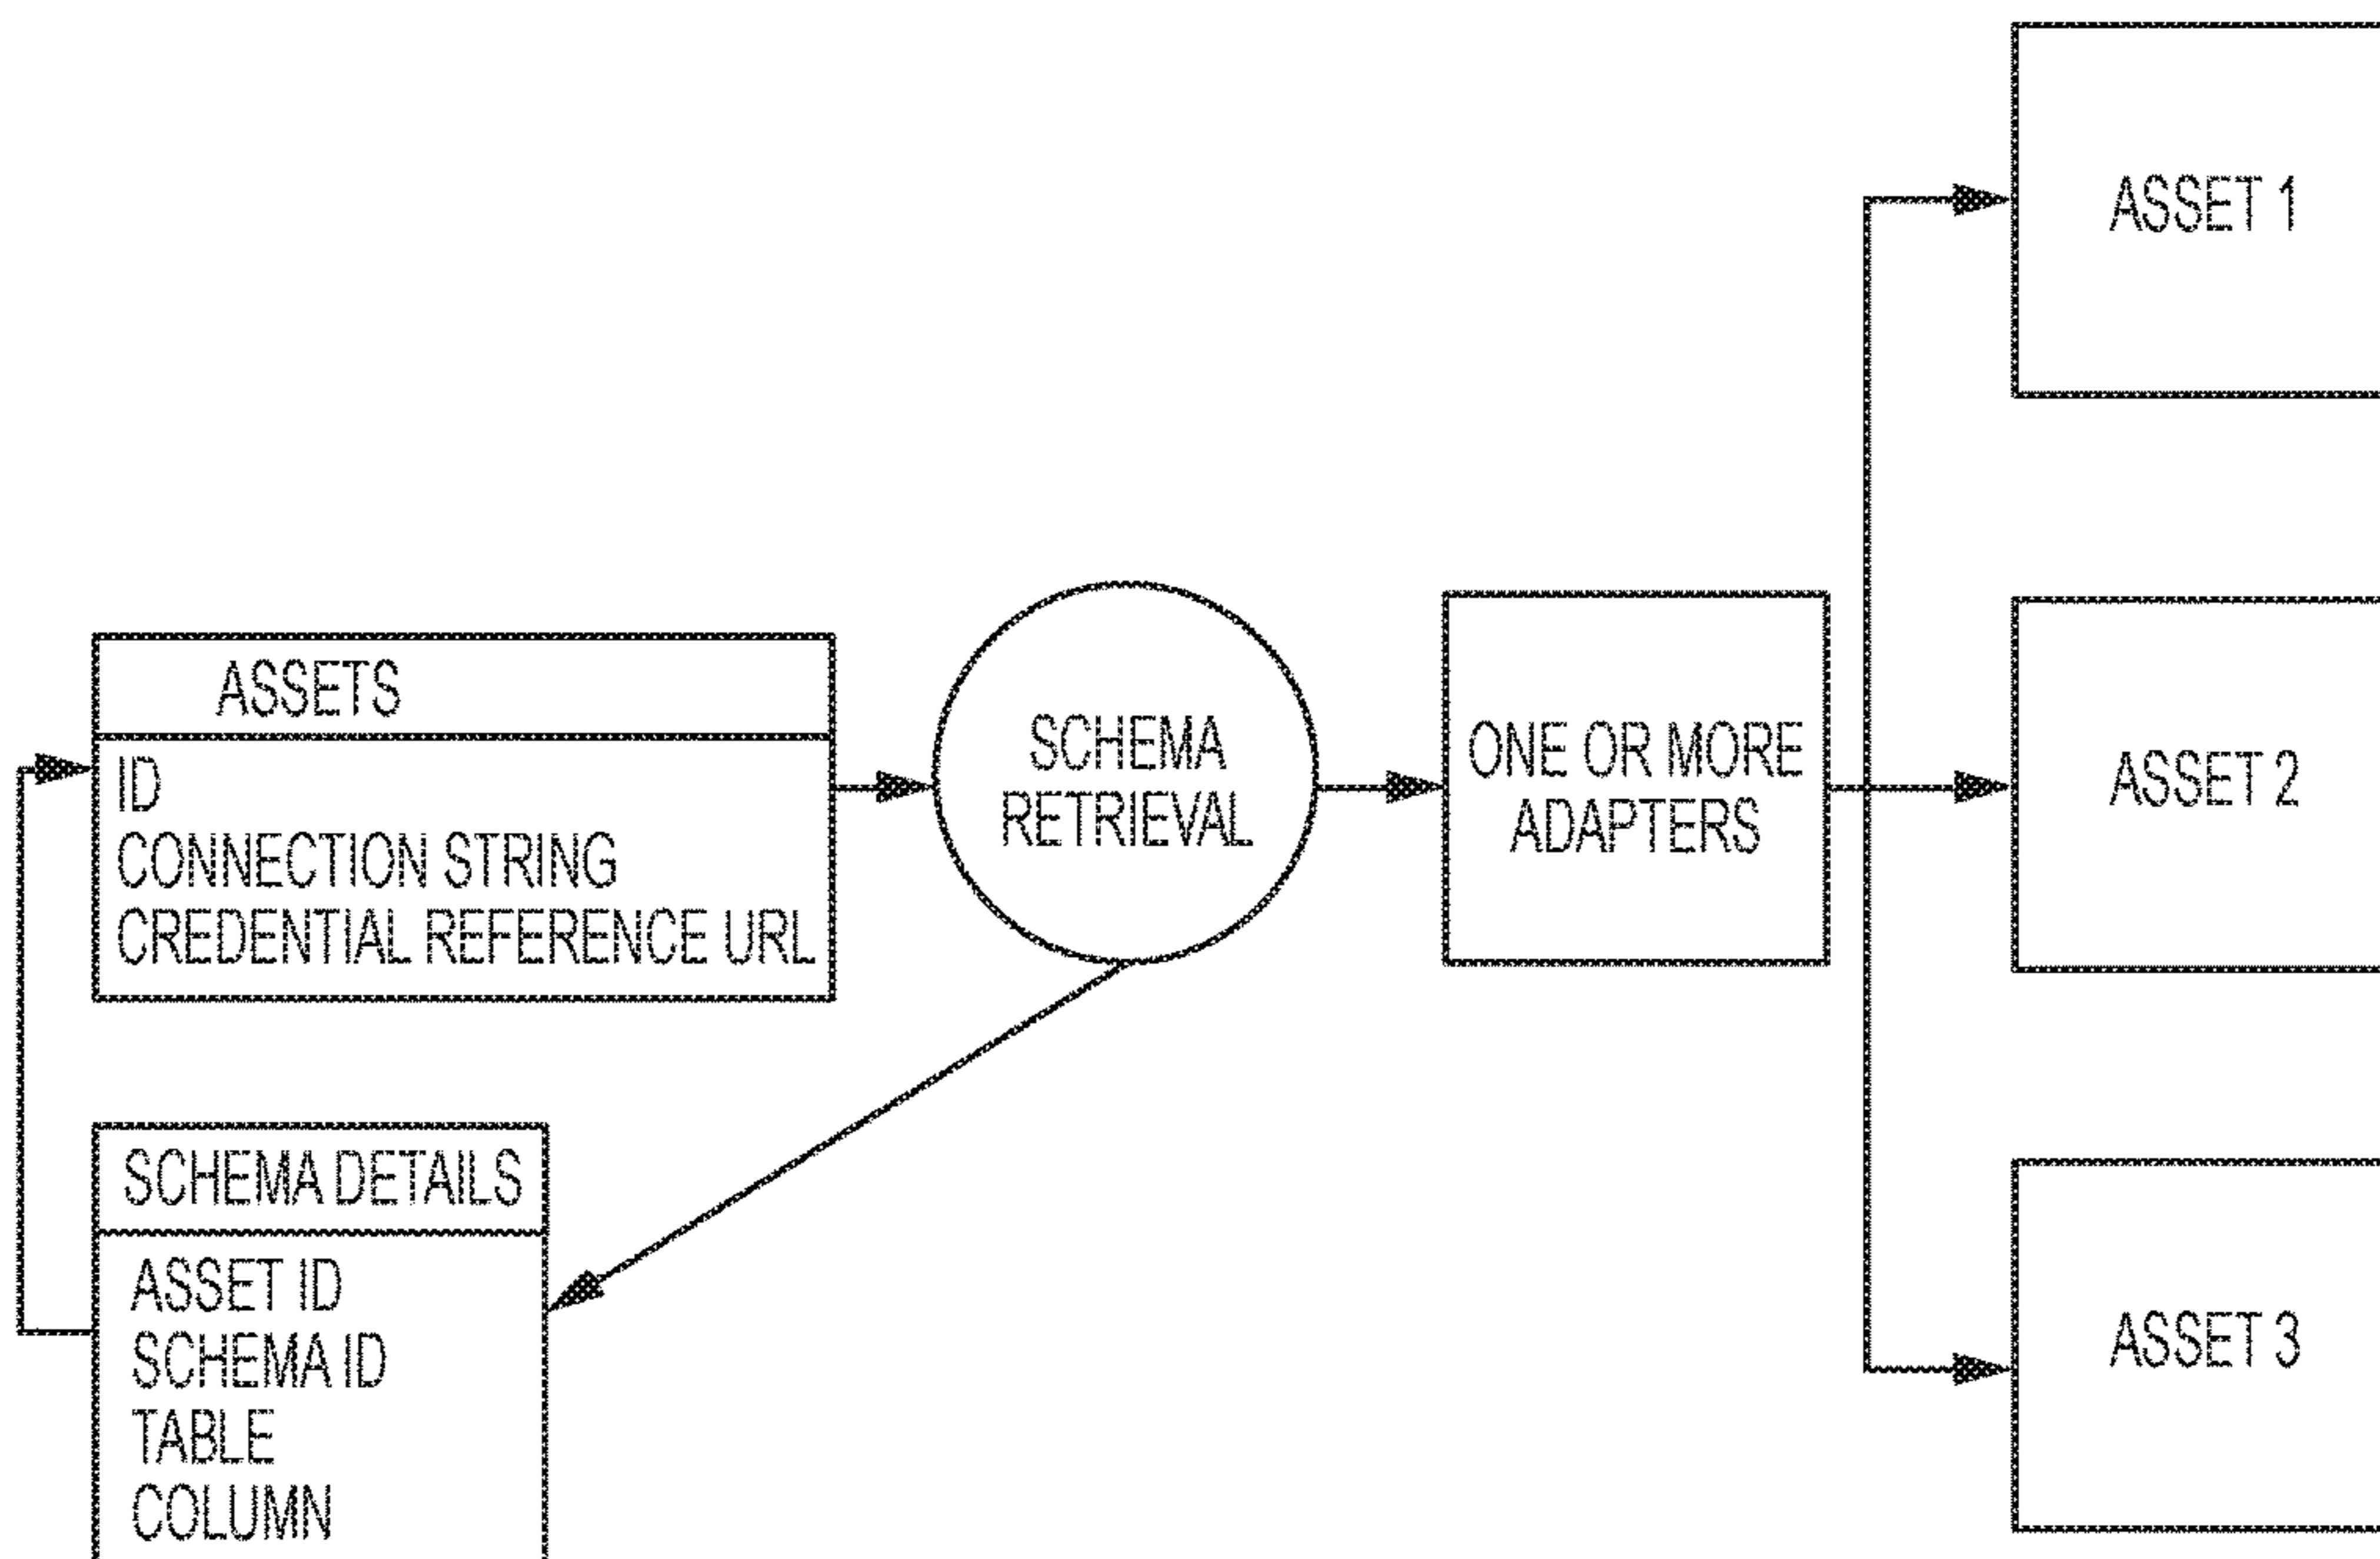 ASSETS
ID
CONNECTION STRING
CREDENTIAL REFERENCE URL
SCHEMA DETAILS
ASSET ID
SCHEMA ID
TABLE
COLUMN
SCHEMA
RETRIEVAL
ONE OR MORE
ADAPTERS
ASSET 1
ASSET 2
ASSET 3